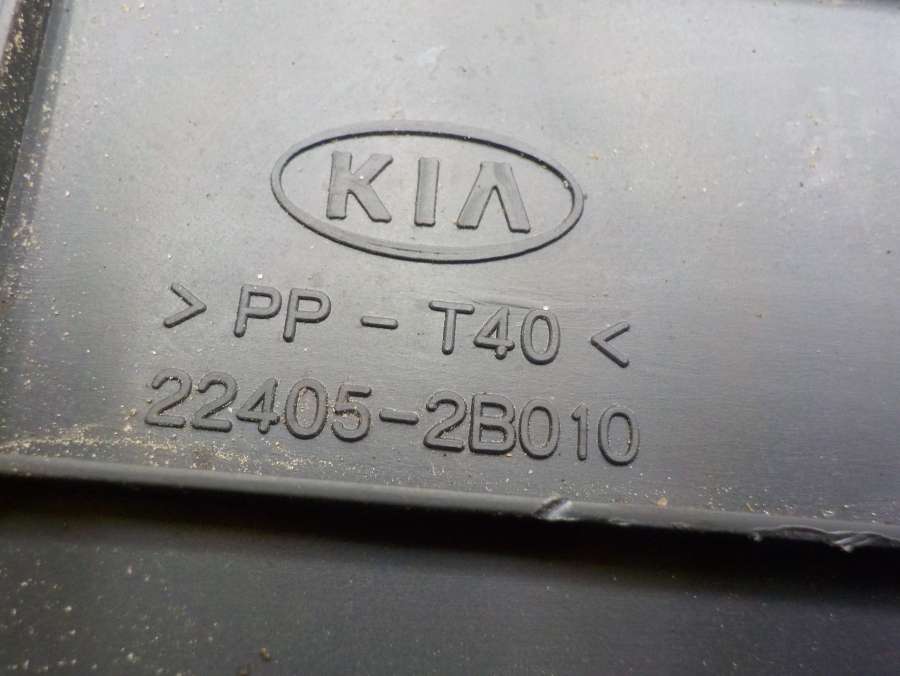 KIA
> PP - T40 <
22405-2B010